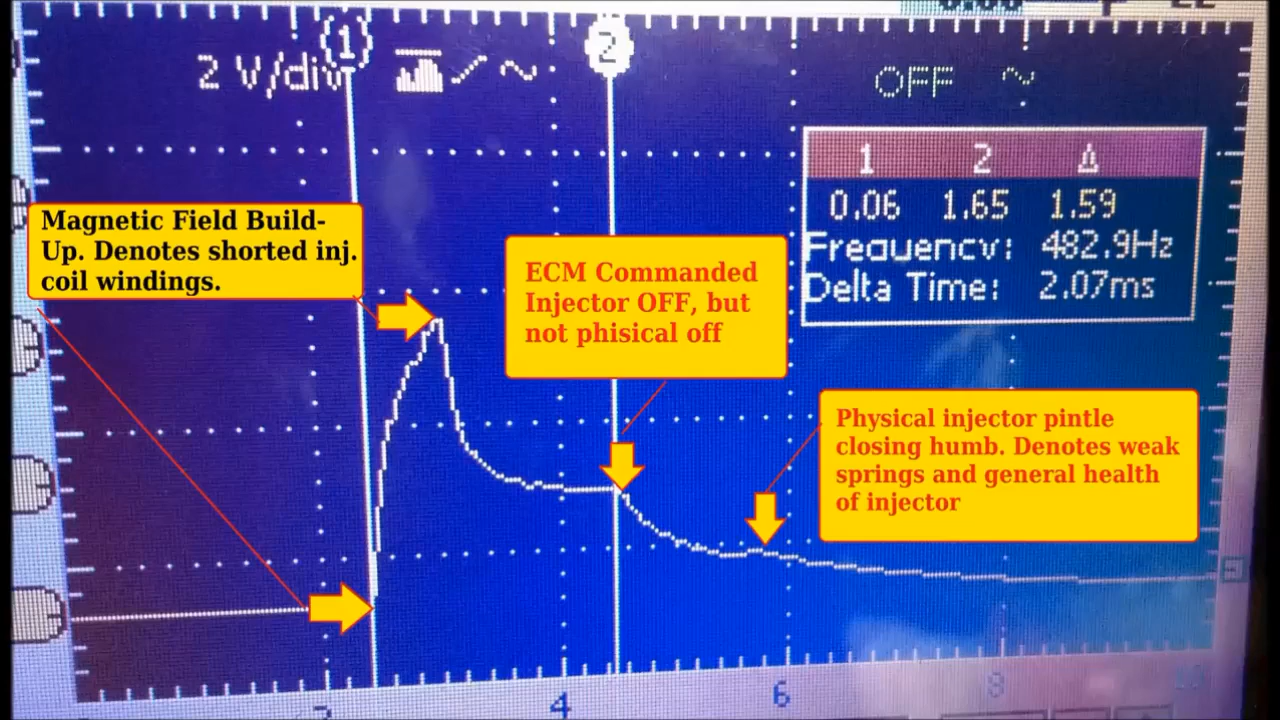 2 V/div
1
2
OFF
1 2 Δ
0.06 1.65 1.59
Frequency: 482.9Hz
Delta Time: 2.07ms
Magnetic Field Build-
Up. Denotes shorted inj.
coil windings.
ECM Commanded
Injector OFF, but
not phisical off
Physical injector pintle
closing humb. Denotes weak
springs and general health
of injector
4
6
8